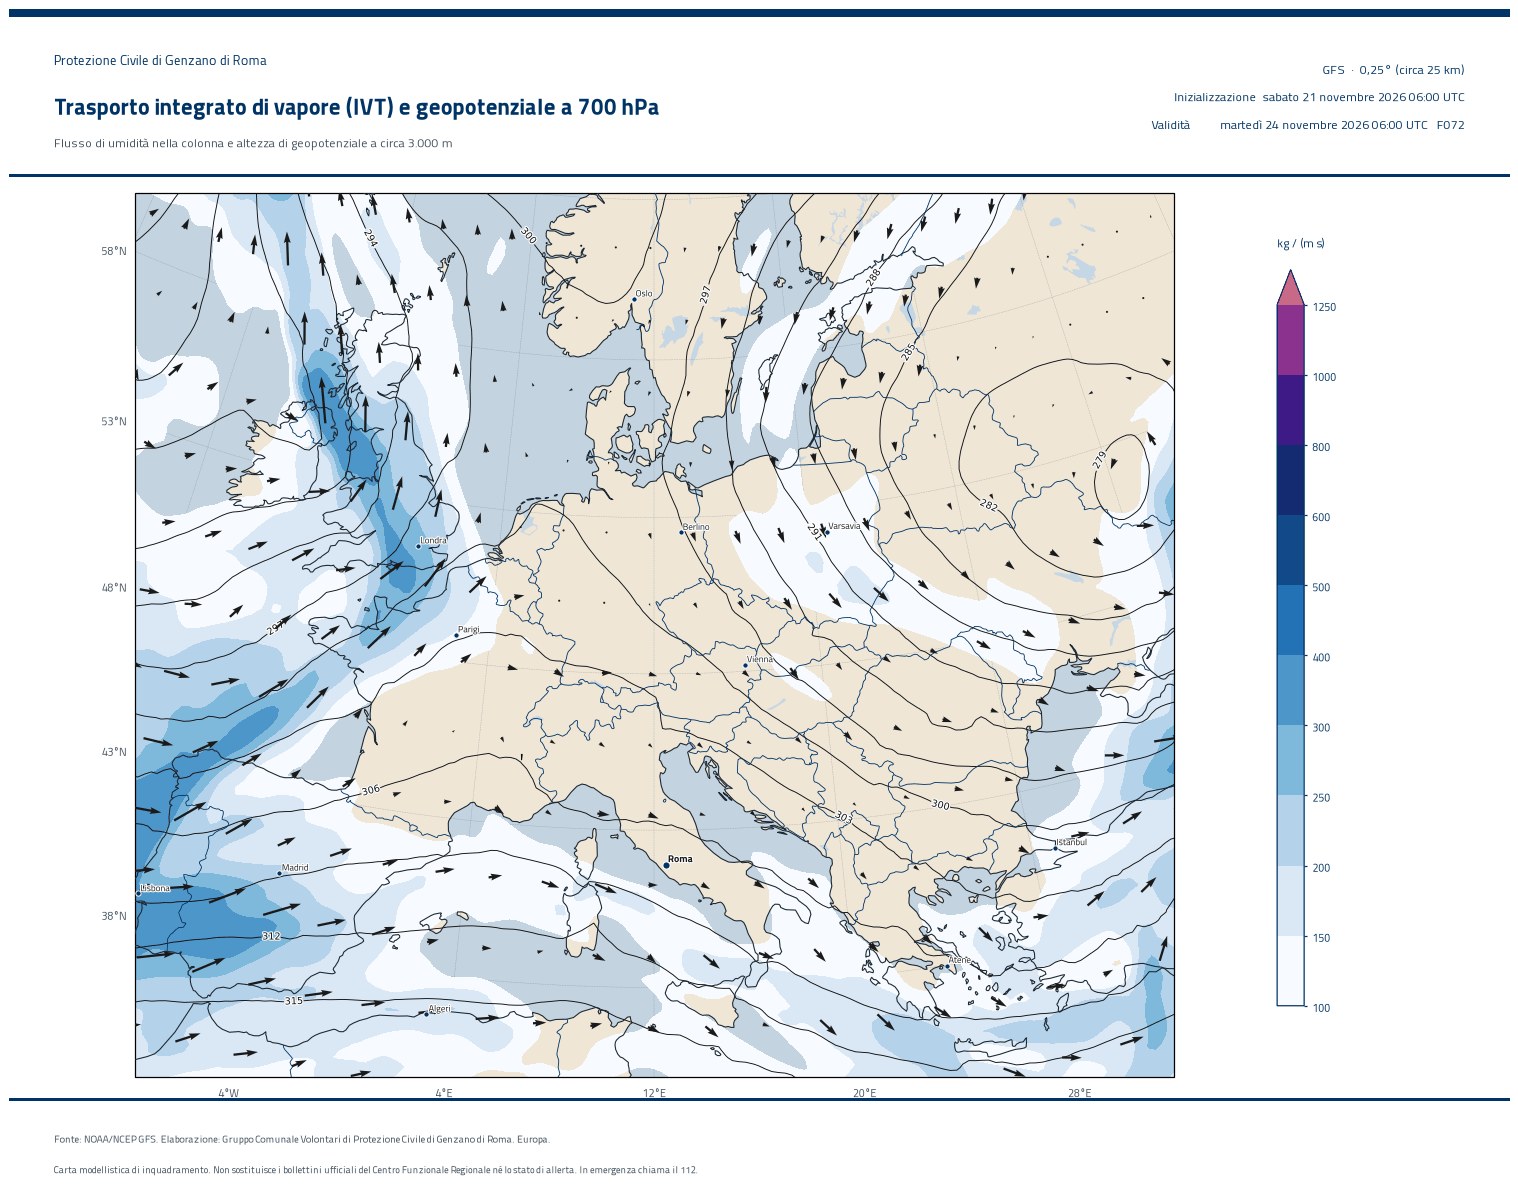 Protezione Civile di Genzano di Roma
Trasporto integrato di vapore (IVT) e geopotenziale a 700 hPa
Flusso di umidità nella colonna e altezza di geopotenziale a circa 3.000 m
GFS · 0,25° (circa 25 km)
Inizializzazione sabato 21 novembre 2026 06:00 UTC
Validità martedì 24 novembre 2026 06:00 UTC F072
kg / (m s)
1250
1000
800
600
500
400
300
250
200
150
100
58°N
53°N
48°N
43°N
38°N
4°W
4°E
12°E
20°E
28°E
294
300
297
288
285
279
282
291
297
306
303
300
312
315
Oslo
Berlino
Varsavia
Londra
Parigi
Vienna
Roma
Madrid
Lisbona
Istanbul
Atene
Algeri
Fonte: NOAA/NCEP GFS. Elaborazione: Gruppo Comunale Volontari di Protezione Civile di Genzano di Roma. Europa.
Carta modellistica di inquadramento. Non sostituisce i bollettini ufficiali del Centro Funzionale Regionale né lo stato di allerta. In emergenza chiama il 112.